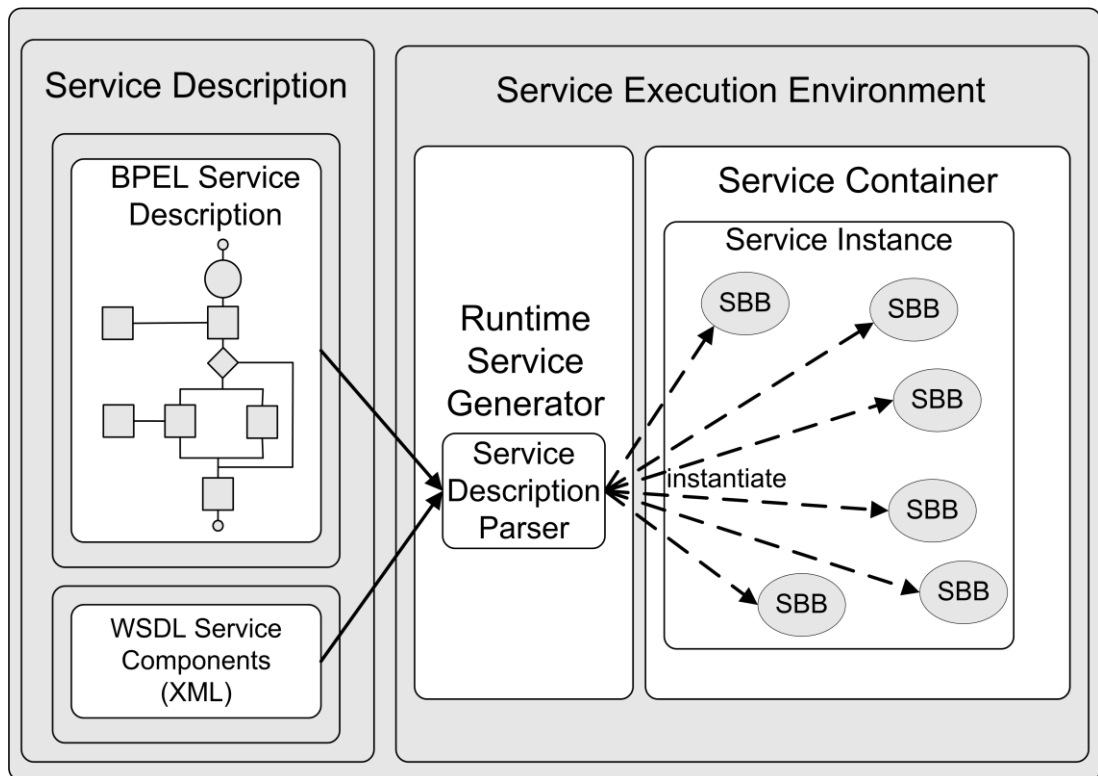 Service Description
BPEL Service
Description
WSDL Service
Components
(XML)
Service Execution Environment
Runtime
Service
Generator
Service
Description
Parser
Service Container
Service Instance
SBB
SBB
SBB
instantiate
SBB
SBB
SBB